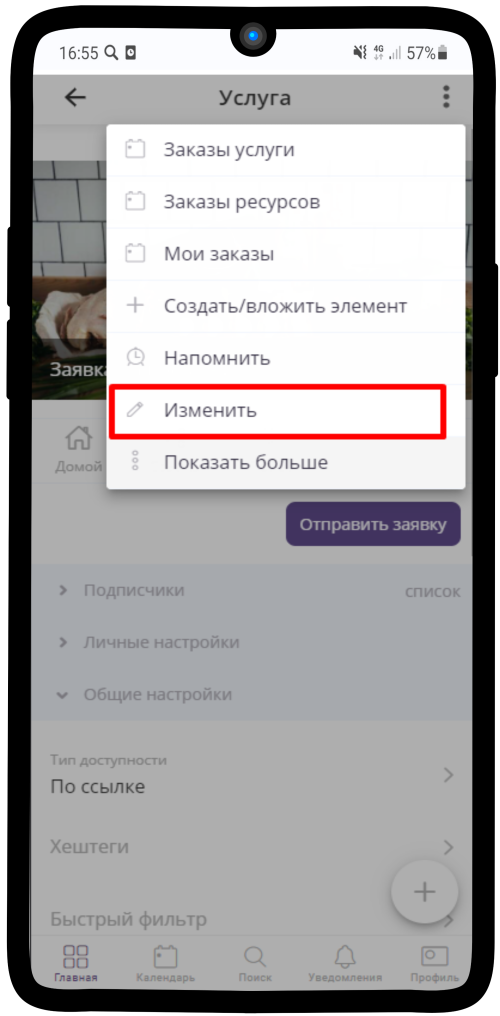 16:55
4G 57%
Услуга
Заказы услуги
Заказы ресурсов
Мои заказы
Создать/вложить элемент
Напомнить
Заявка
Изменить
Домой
Показать больше
Отправить заявку
Подписчики список
Личные настройки
Общие настройки
Тип доступности
По ссылке
Хештеги
Быстрый фильтр
Главная Календарь Поиск Уведомления Профиль